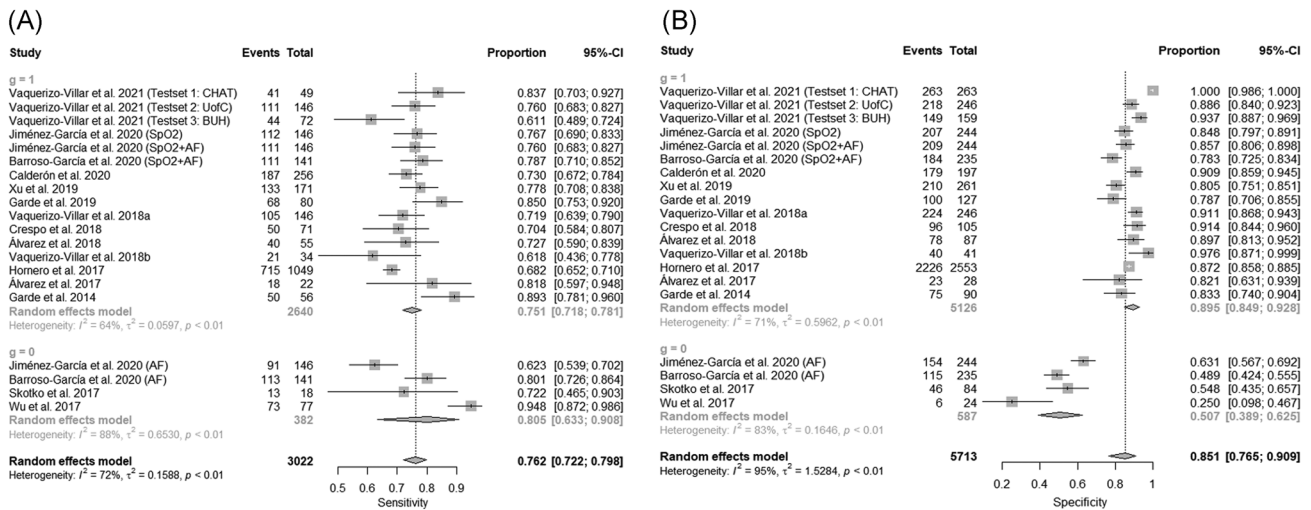 (A)
Study Events Total Proportion 95%-CI
g = 1
Vaquerizo-Villar et al. 2021 (Testset 1: CHAT) 41 49 0.837 [0.703; 0.927]
Vaquerizo-Villar et al. 2021 (Testset 2: UofC) 111 146 0.760 [0.683; 0.827]
Vaquerizo-Villar et al. 2021 (Testset 3: BUH) 44 72 0.611 [0.489; 0.724]
Jiménez-García et al. 2020 (SpO2) 112 146 0.767 [0.690; 0.833]
Jiménez-García et al. 2020 (SpO2+AF) 111 146 0.760 [0.683; 0.827]
Barroso-García et al. 2020 (SpO2+AF) 111 141 0.787 [0.710; 0.852]
Calderón et al. 2020 187 256 0.730 [0.672; 0.784]
Xu et al. 2019 133 171 0.778 [0.708; 0.838]
Garde et al. 2019 68 80 0.850 [0.753; 0.920]
Vaquerizo-Villar et al. 2018a 105 146 0.719 [0.639; 0.790]
Crespo et al. 2018 50 71 0.704 [0.584; 0.807]
Álvarez et al. 2018 40 55 0.727 [0.590; 0.839]
Vaquerizo-Villar et al. 2018b 21 34 0.618 [0.436; 0.778]
Hornero et al. 2017 715 1049 0.682 [0.652; 0.710]
Álvarez et al. 2017 18 22 0.818 [0.597; 0.948]
Garde et al. 2014 50 56 0.893 [0.781; 0.960]
Random effects model 2640 0.751 [0.718; 0.781]
Heterogeneity: I² = 64%, τ² = 0.0597, p < 0.01
g = 0
Jiménez-García et al. 2020 (AF) 91 146 0.623 [0.539; 0.702]
Barroso-García et al. 2020 (AF) 113 141 0.801 [0.726; 0.864]
Skotko et al. 2017 13 18 0.722 [0.465; 0.903]
Wu et al. 2017 73 77 0.948 [0.872; 0.986]
Random effects model 382 0.805 [0.633; 0.908]
Heterogeneity: I² = 88%, τ² = 0.6530, p < 0.01
Random effects model 3022 0.762 [0.722; 0.798]
Heterogeneity: I² = 72%, τ² = 0.1588, p < 0.01
0.5 0.6 0.7 0.8 0.9
Sensitivity
(B)
Study Events Total Proportion 95%-CI
g = 1
Vaquerizo-Villar et al. 2021 (Testset 1: CHAT) 263 263 1.000 [0.986; 1.000]
Vaquerizo-Villar et al. 2021 (Testset 2: UofC) 218 246 0.886 [0.840; 0.923]
Vaquerizo-Villar et al. 2021 (Testset 3: BUH) 149 159 0.937 [0.887; 0.969]
Jiménez-García et al. 2020 (SpO2) 207 244 0.848 [0.797; 0.891]
Jiménez-García et al. 2020 (SpO2+AF) 209 244 0.857 [0.806; 0.898]
Barroso-García et al. 2020 (SpO2+AF) 184 235 0.783 [0.725; 0.834]
Calderón et al. 2020 179 197 0.909 [0.859; 0.945]
Xu et al. 2019 210 261 0.805 [0.751; 0.851]
Garde et al. 2019 100 127 0.787 [0.706; 0.855]
Vaquerizo-Villar et al. 2018a 224 246 0.911 [0.868; 0.943]
Crespo et al. 2018 96 105 0.914 [0.844; 0.960]
Álvarez et al. 2018 78 87 0.897 [0.813; 0.952]
Vaquerizo-Villar et al. 2018b 40 41 0.976 [0.871; 0.999]
Hornero et al. 2017 2226 2553 0.872 [0.858; 0.885]
Álvarez et al. 2017 23 28 0.821 [0.631; 0.939]
Garde et al. 2014 75 90 0.833 [0.740; 0.904]
Random effects model 5126 0.895 [0.849; 0.928]
Heterogeneity: I² = 71%, τ² = 0.5962, p < 0.01
g = 0
Jiménez-García et al. 2020 (AF) 154 244 0.631 [0.567; 0.692]
Barroso-García et al. 2020 (AF) 115 235 0.489 [0.424; 0.555]
Skotko et al. 2017 46 84 0.548 [0.435; 0.657]
Wu et al. 2017 6 24 0.250 [0.098; 0.467]
Random effects model 587 0.507 [0.389; 0.625]
Heterogeneity: I² = 83%, τ² = 0.1646, p < 0.01
Random effects model 5713 0.851 [0.765; 0.909]
Heterogeneity: I² = 95%, τ² = 1.5284, p < 0.01
0.2 0.4 0.6 0.8 1
Specificity